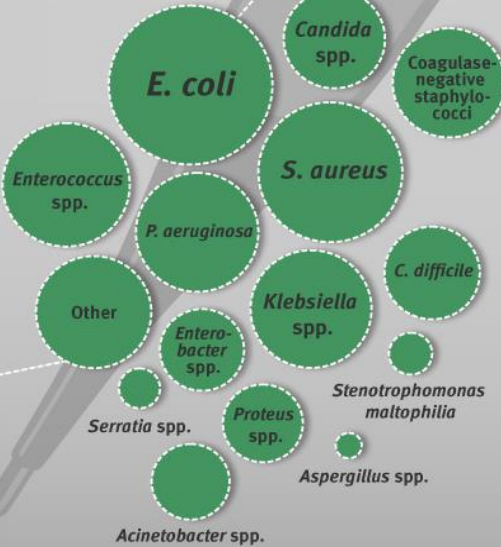 Candida
spp.
E. coli
Coagulase-
negative
staphylo-
cocci
Enterococcus
spp.
S. aureus
P. aeruginosa
C. difficile
Other
Klebsiella
spp.
Entero-
bacter
spp.
Stenotrophomonas
maltophilia
Serratia spp.
Proteus
spp.
Aspergillus spp.
Acinetobacter spp.